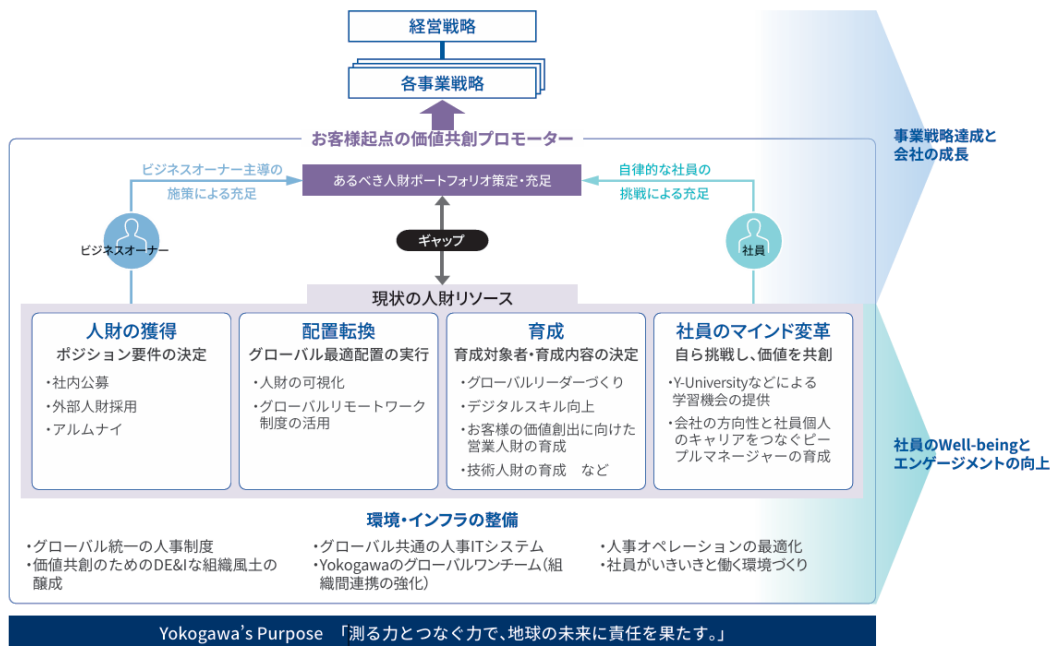 経営戦略
各事業戦略
お客様起点の価値共創プロモーター
事業戦略達成と
会社の成長
ビジネスオーナー主導の
施策による充足
あるべき人財ポートフォリオ策定・充足
自律的な社員の
挑戦による充足
ビジネスオーナー
ギャップ
社員
現状の人財リソース
人財の獲得
ポジション要件の決定
・社内公募
・外部人財採用
・アルムナイ
配置転換
グローバル最適配置の実行
・人財の可視化
・グローバルリモートワーク
制度の活用
育成
育成対象者・育成内容の決定
・グローバルリーダーづくり
・デジタルスキル向上
・お客様の価値創出に向けた
営業人財の育成
・技術人財の育成 など
社員のマインド変革
自ら挑戦し、価値を共創
・Y-Universityなどによる
学習機会の提供
・会社の方向性と社員個人
のキャリアをつなぐピー
プルマネージャーの育成
社員のWell-beingと
エンゲージメントの向上
環境・インフラの整備
・グローバル統一の人事制度
・価値共創のためのDE&Iな組織風土の
醸成
・グローバル共通の人事ITシステム
・Yokogawaのグローバルワンチーム(組
織間連携の強化)
・人事オペレーションの最適化
・社員がいきいきと働く環境づくり
Yokogawa's Purpose 「測る力とつなぐ力で、地球の未来に責任を果たす。」